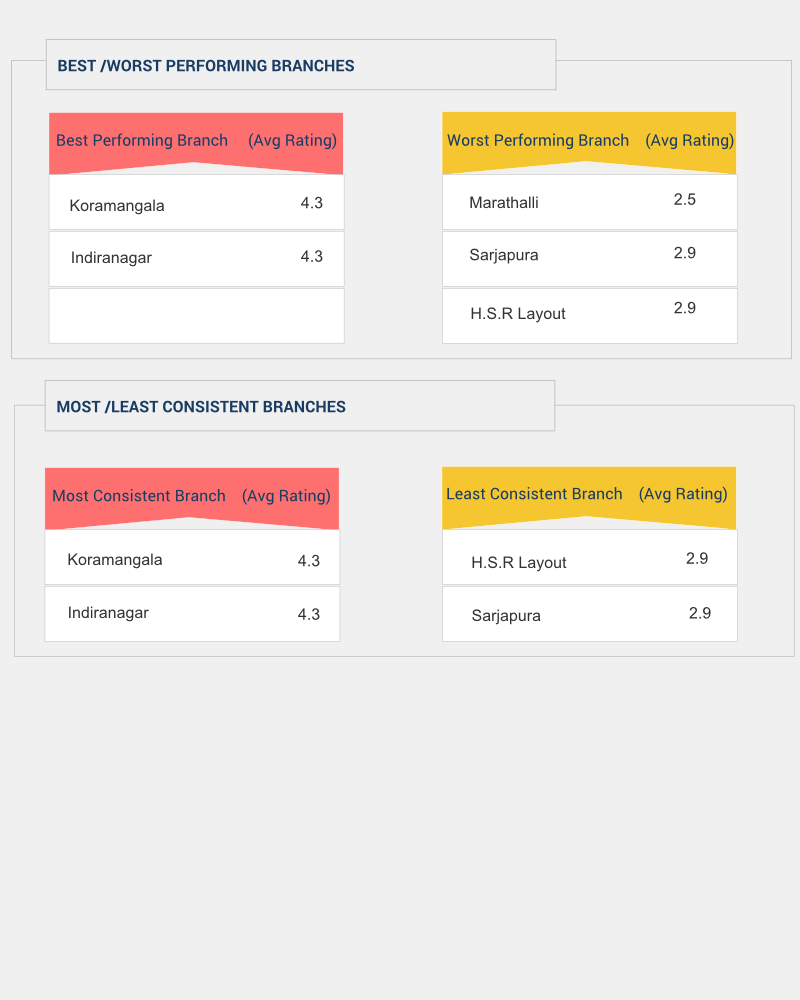 BEST /WORST PERFORMING BRANCHES
Best Performing Branch (Avg Rating)
Koramangala 4.3
Indiranagar 4.3
Worst Performing Branch (Avg Rating)
Marathalli 2.5
Sarjapura 2.9
H.S.R Layout 2.9
MOST /LEAST CONSISTENT BRANCHES
Most Consistent Branch (Avg Rating)
Koramangala 4.3
Indiranagar 4.3
Least Consistent Branch (Avg Rating)
H.S.R Layout 2.9
Sarjapura 2.9